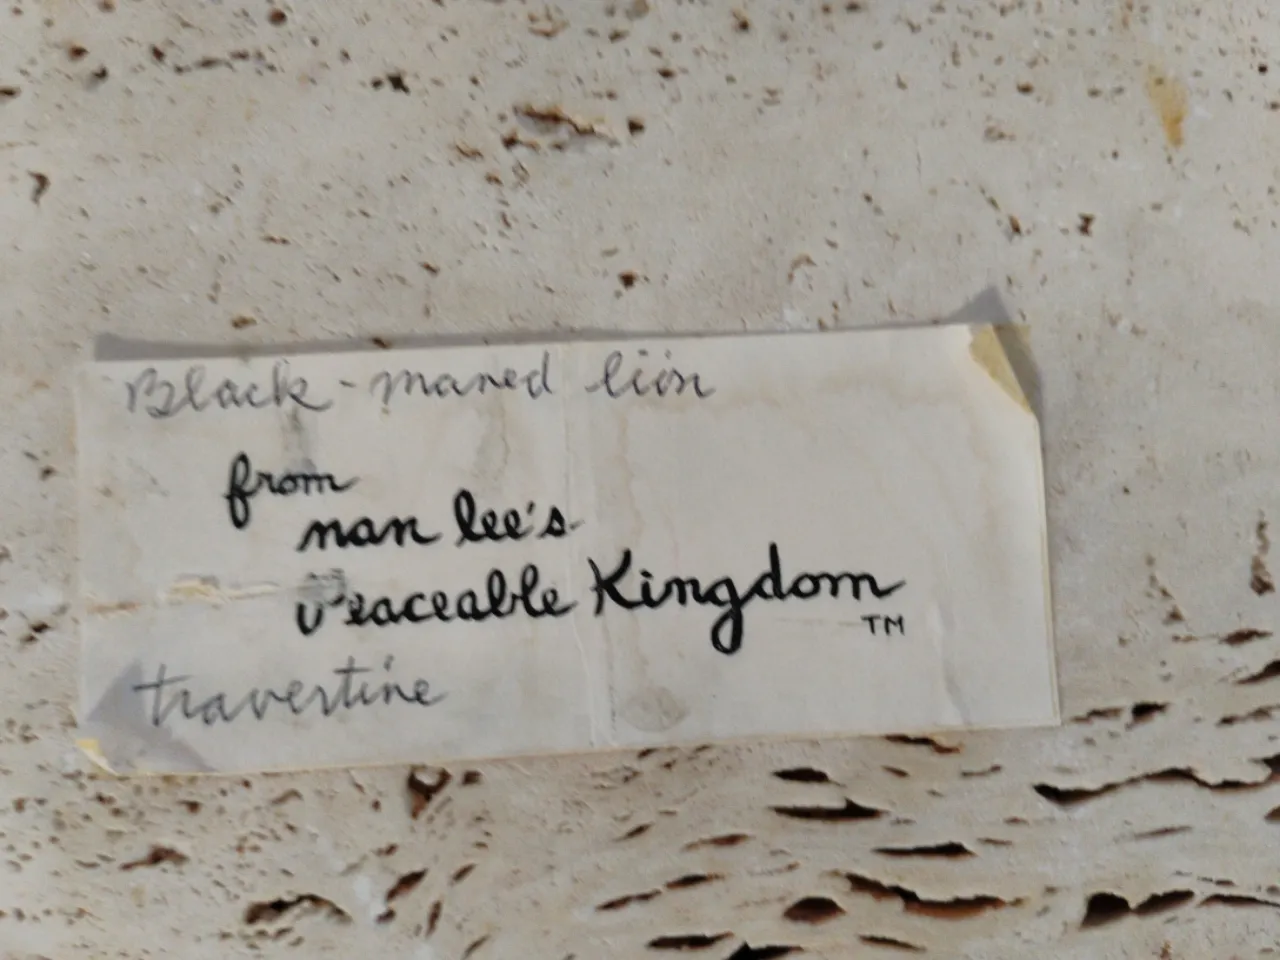 Black-maned lion
from
nan lee's
Peaceable Kingdom
TM
travertine